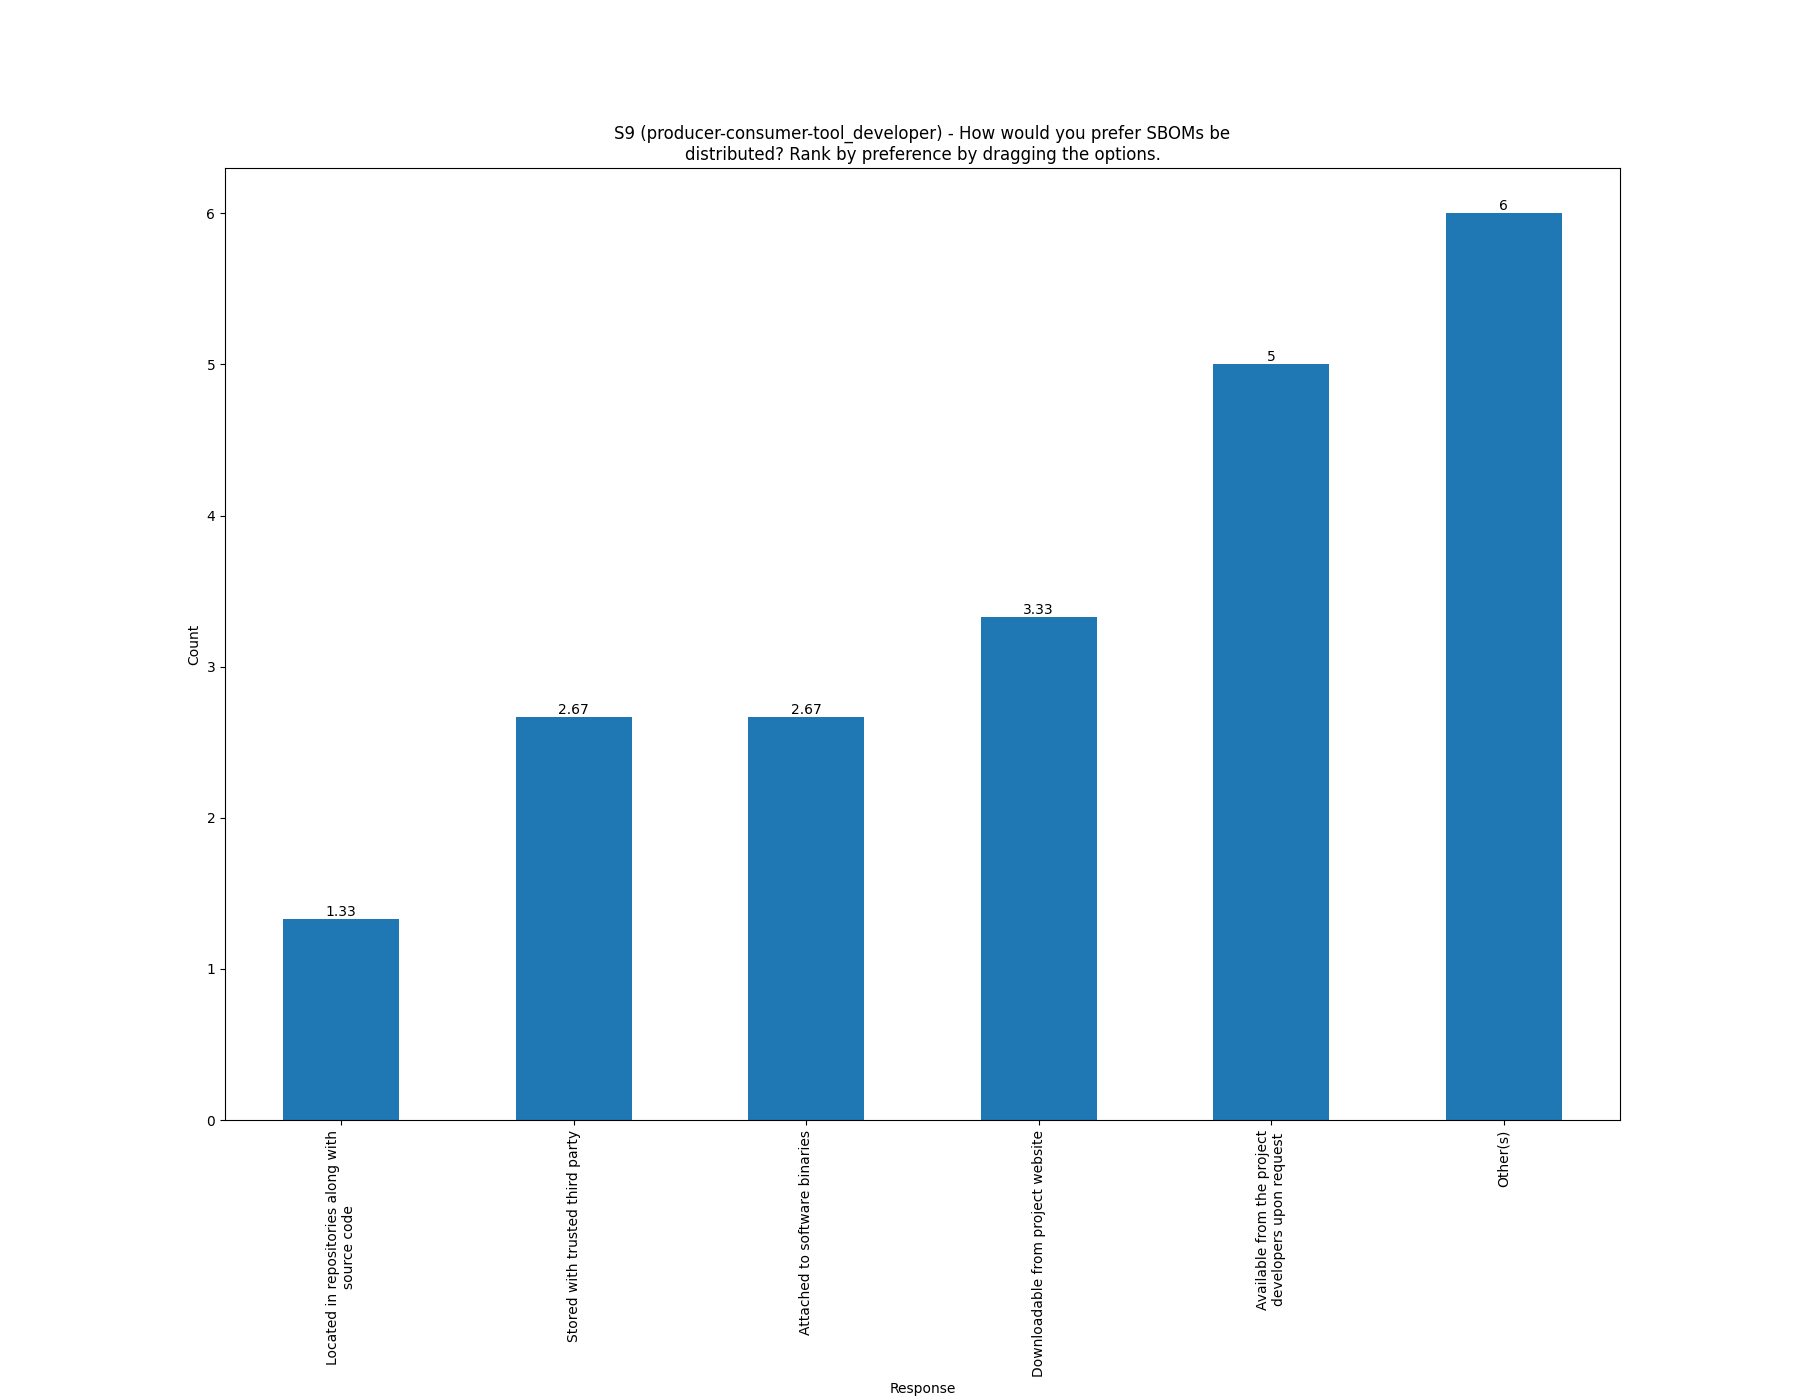 S9 (producer-consumer-tool_developer) - How would you prefer SBOMs be
distributed? Rank by preference by dragging the options.
Count
6
5
4
3
2
1
0
1.33
2.67
2.67
3.33
5
6
Located in repositories along with
source code
Stored with trusted third party
Attached to software binaries
Downloadable from project website
Available from the project
developers upon request
Other(s)
Response